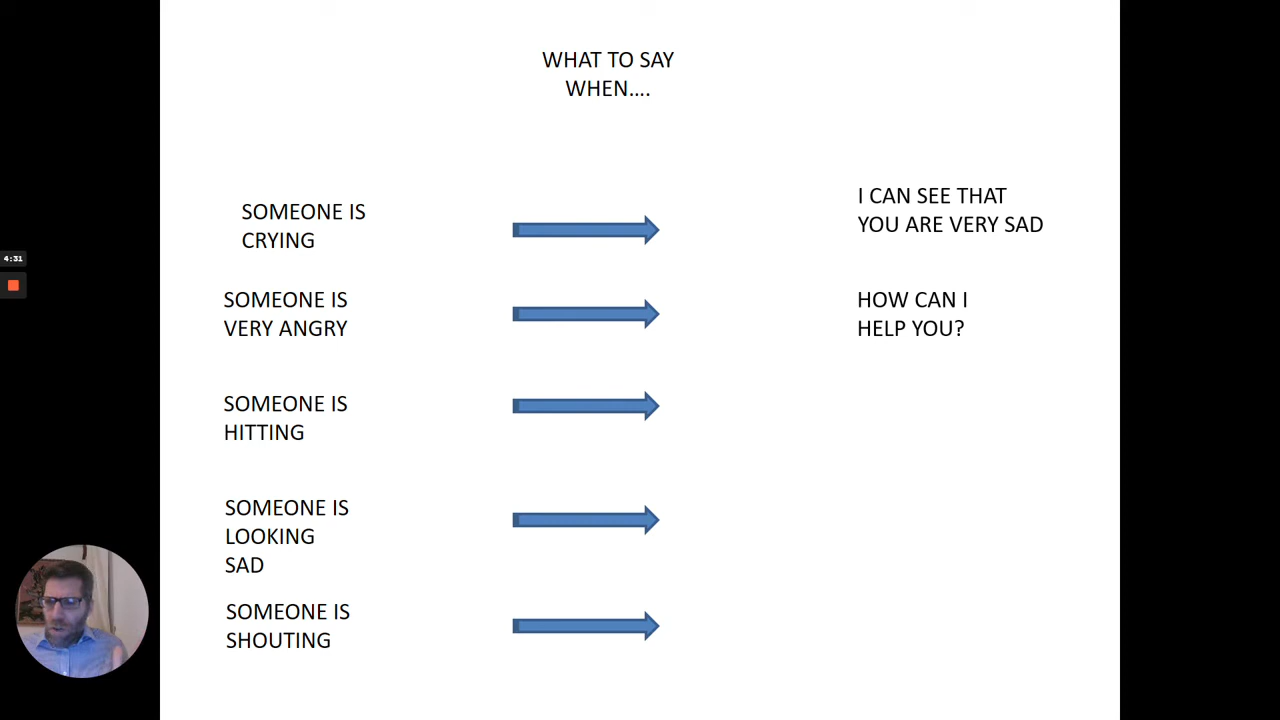 WHAT TO SAY
WHEN....
SOMEONE IS
CRYING
I CAN SEE THAT
YOU ARE VERY SAD
SOMEONE IS
VERY ANGRY
HOW CAN I
HELP YOU?
SOMEONE IS
HITTING
SOMEONE IS
LOOKING
SAD
SOMEONE IS
SHOUTING
4:31